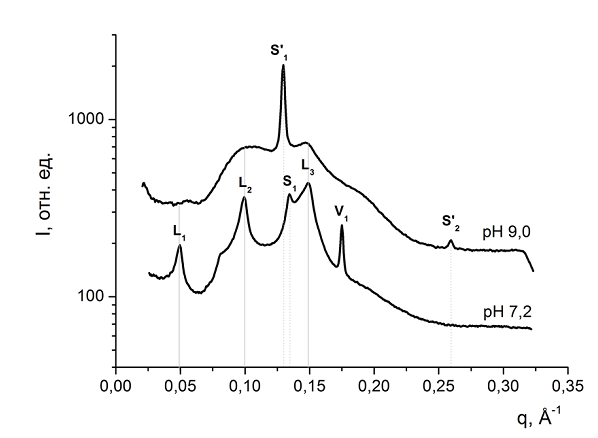 S'₁
1000
L₂
S₁
L₃
V₁
L₁
S'₂
pH 9,0
100
pH 7,2
I, отн. ед.
0,00 0,05 0,10 0,15 0,20 0,25 0,30 0,35
q, Å⁻¹